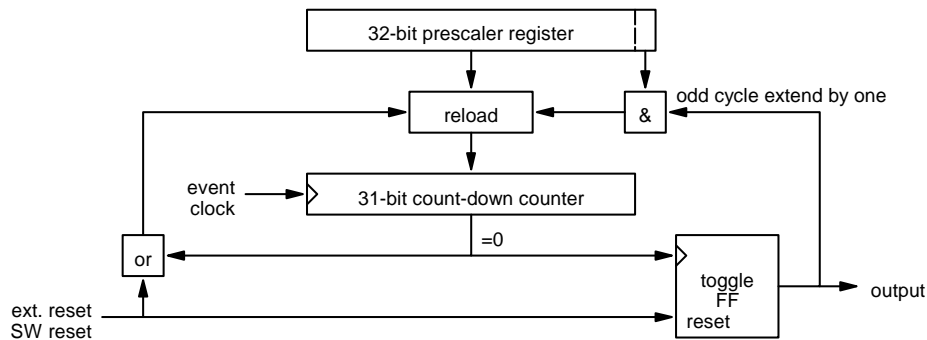 32-bit prescaler register
odd cycle extend by one
reload
&
event
clock
31-bit count-down counter
=0
or
toggle
FF
reset
output
ext. reset
SW reset